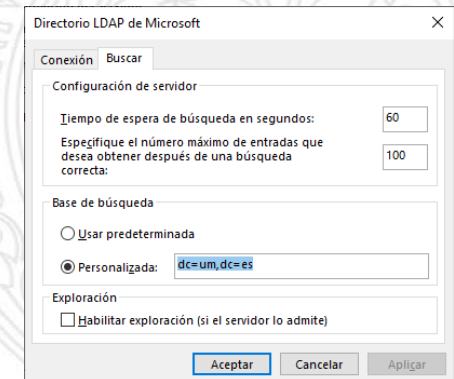 Directorio LDAP de Microsoft
Conexión Buscar
Configuración de servidor
Tiempo de espera de búsqueda en segundos: 60
Especifique el número máximo de entradas que
desea obtener después de una búsqueda 100
correcta:
Base de búsqueda
Usar predeterminada
Personalizada: dc=um,dc=es
Exploración
Habilitar exploración (si el servidor lo admite)
Aceptar Cancelar Aplicar